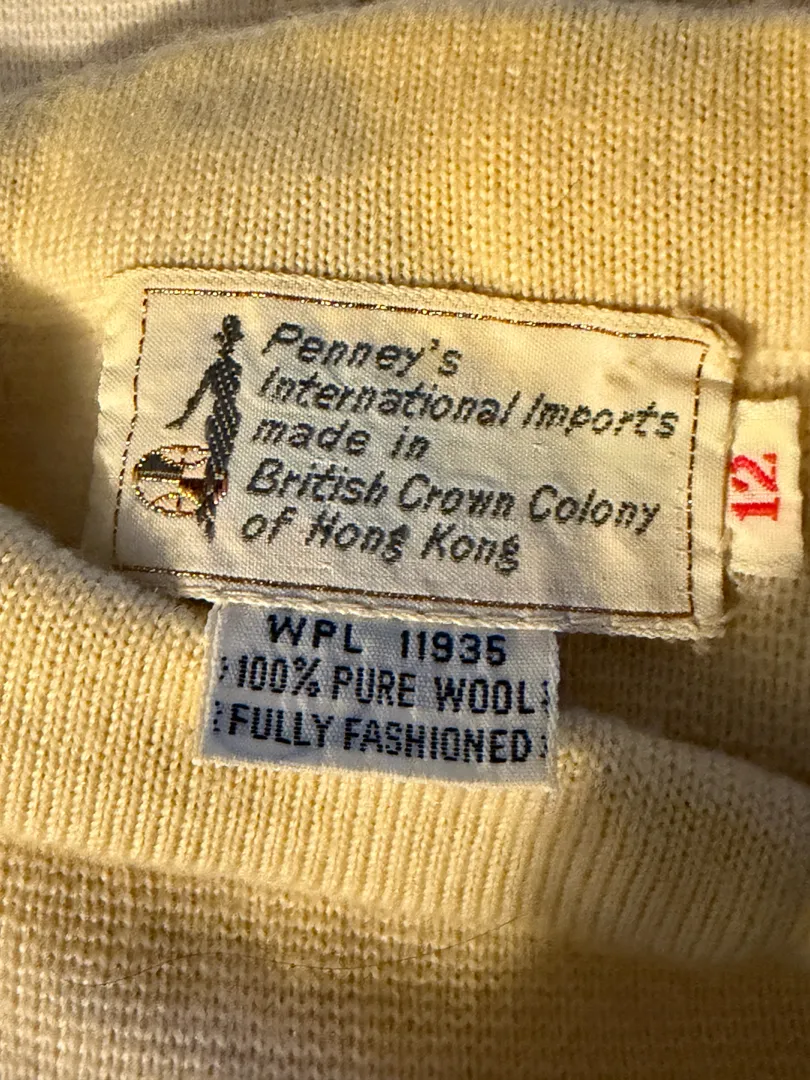 Penney's
International Imports
made in
British Crown Colony
of Hong Kong
12
WPL 11935
100% PURE WOOL
FULLY FASHIONED